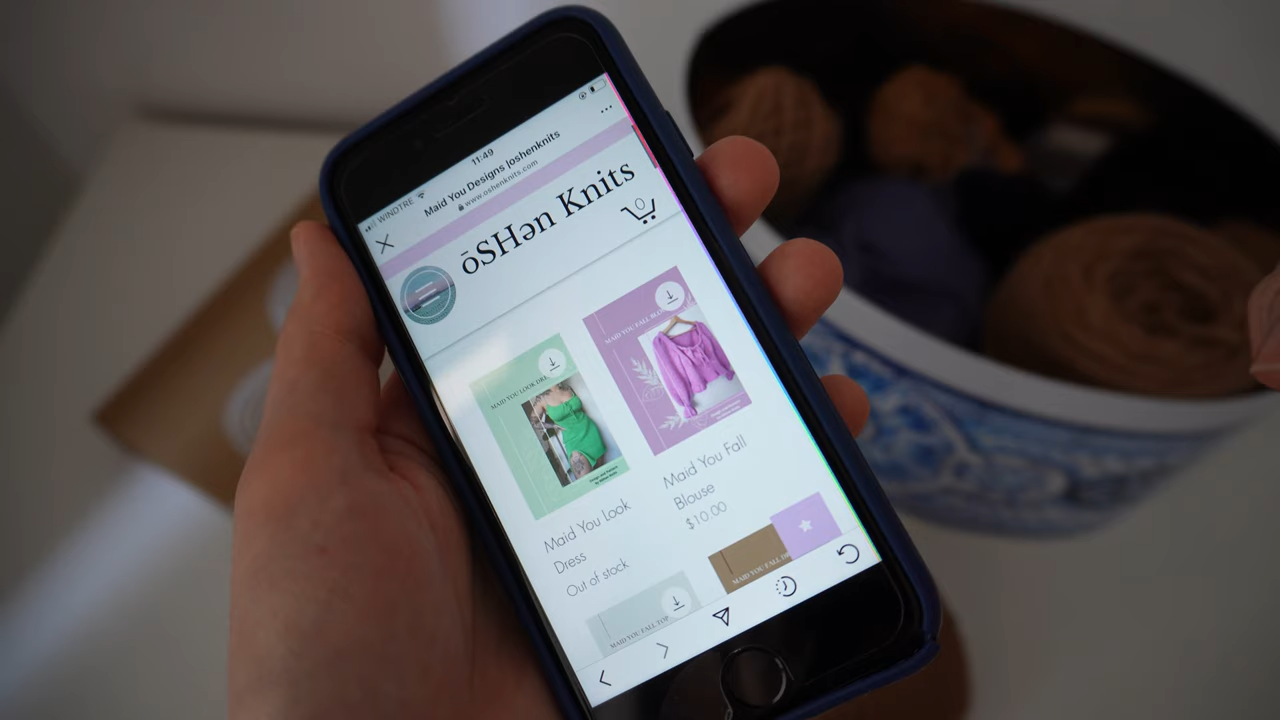 WINDTRE
11:49
Maid You Designs |oshenknits
www.oshenknits.com
ōSHən Knits
0
MAID YOU LOOK DRE
MAID YOU FALL BLO
Maid You Look
Dress
Out of stock
Maid You Fall
Blouse
$10.00
MAID YOU FALL TOP
MAID YOU FALL DR